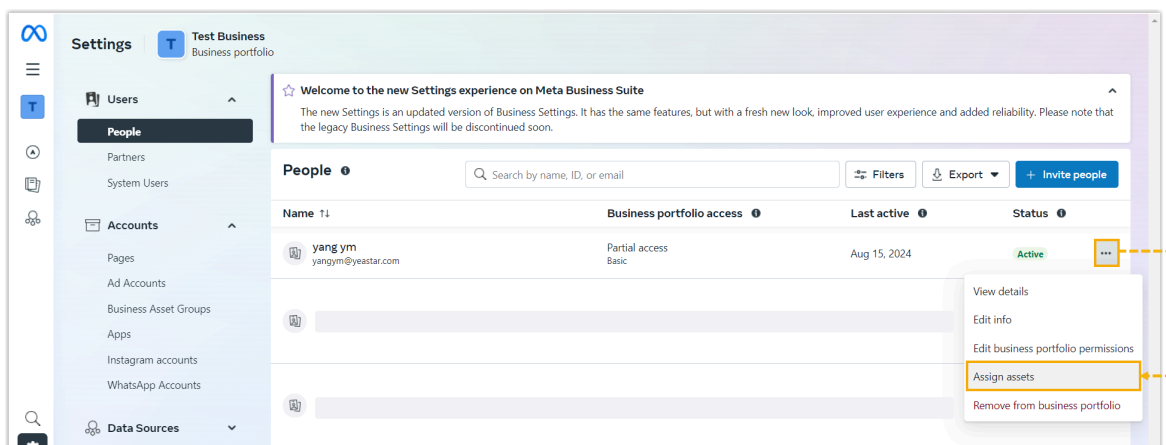 Settings
T
Test Business
Business portfolio
T
Users
People
Partners
System Users
Accounts
Pages
Ad Accounts
Business Asset Groups
Apps
Instagram accounts
WhatsApp Accounts
Data Sources
Welcome to the new Settings experience on Meta Business Suite
The new Settings is an updated version of Business Settings. It has the same features, but with a fresh new look, improved user experience and added reliability. Please note that
the legacy Business Settings will be discontinued soon.
People
Search by name, ID, or email
Filters
Export
+ Invite people
Name ↑↓
Business portfolio access
Last active
Status
yang ym
yangym@yeastar.com
Partial access
Basic
Aug 15, 2024
Active
View details
Edit info
Edit business portfolio permissions
Assign assets
Remove from business portfolio